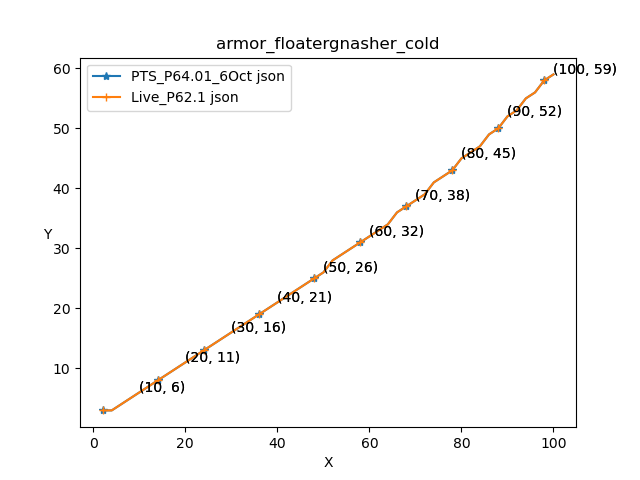 armor_floatergnasher_cold
PTS_P64.01_6Oct json
Live_P62.1 json
(100, 59)
(90, 52)
(80, 45)
(70, 38)
(60, 32)
(50, 26)
(40, 21)
(30, 16)
(20, 11)
(10, 6)
60
50
40
30
20
10
Y
0 20 40 60 80 100
X